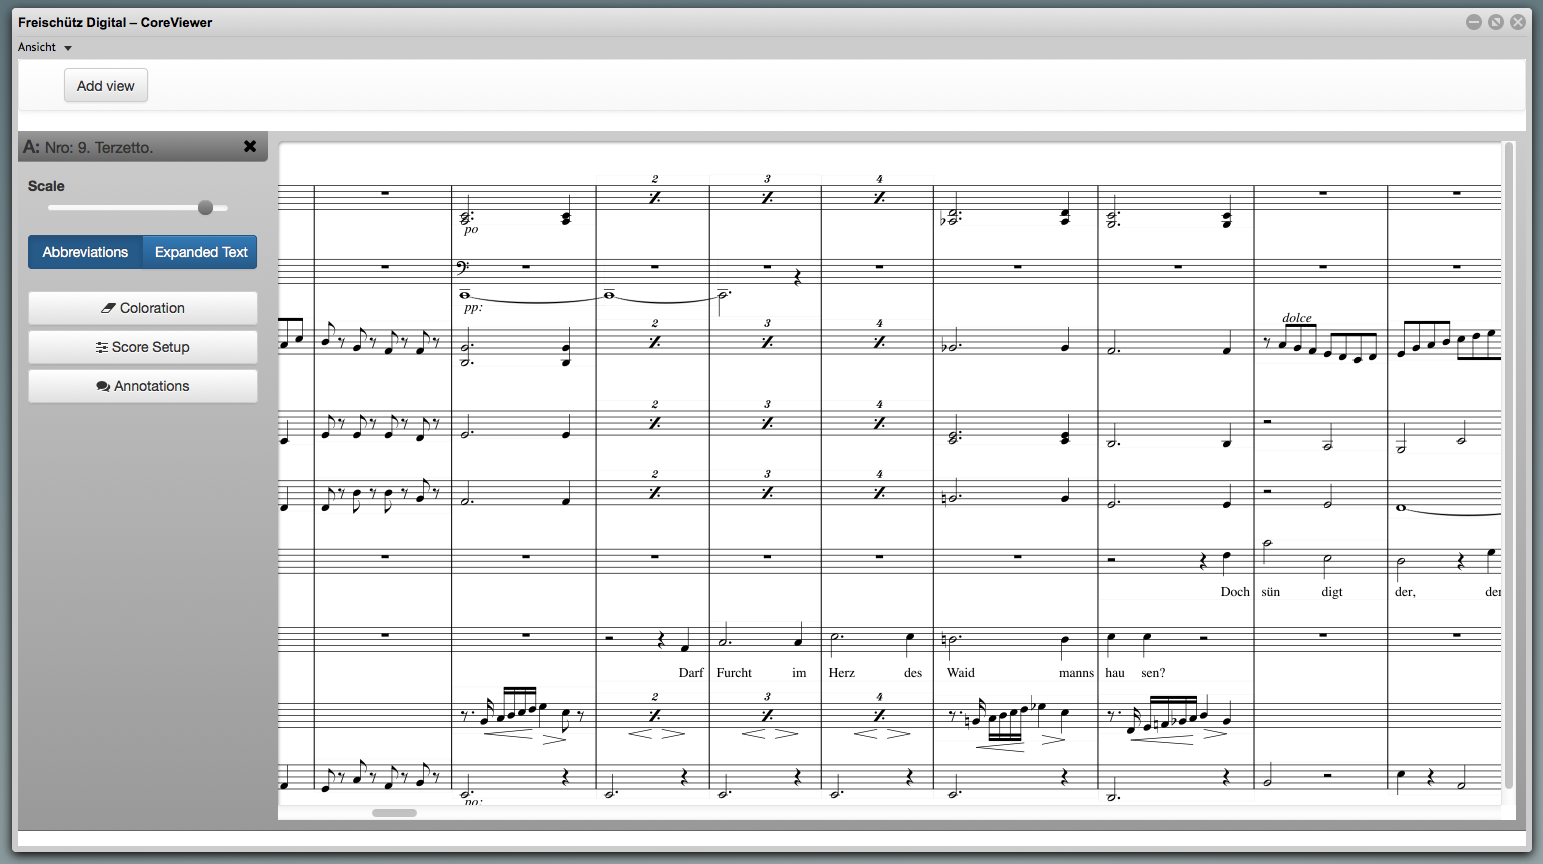 Freischütz Digital – CoreViewer
Ansicht
Add view
A: Nro: 9. Terzetto.
Scale
Abbreviations Expanded Text
Coloration
Score Setup
Annotations
2 3 4
po
pp:
2 3 4
dolce
2 3 4
2 3 4
Doch sün digt der, der
Darf Furcht im Herz des Waid manns hau sen?
2 3 4
po: